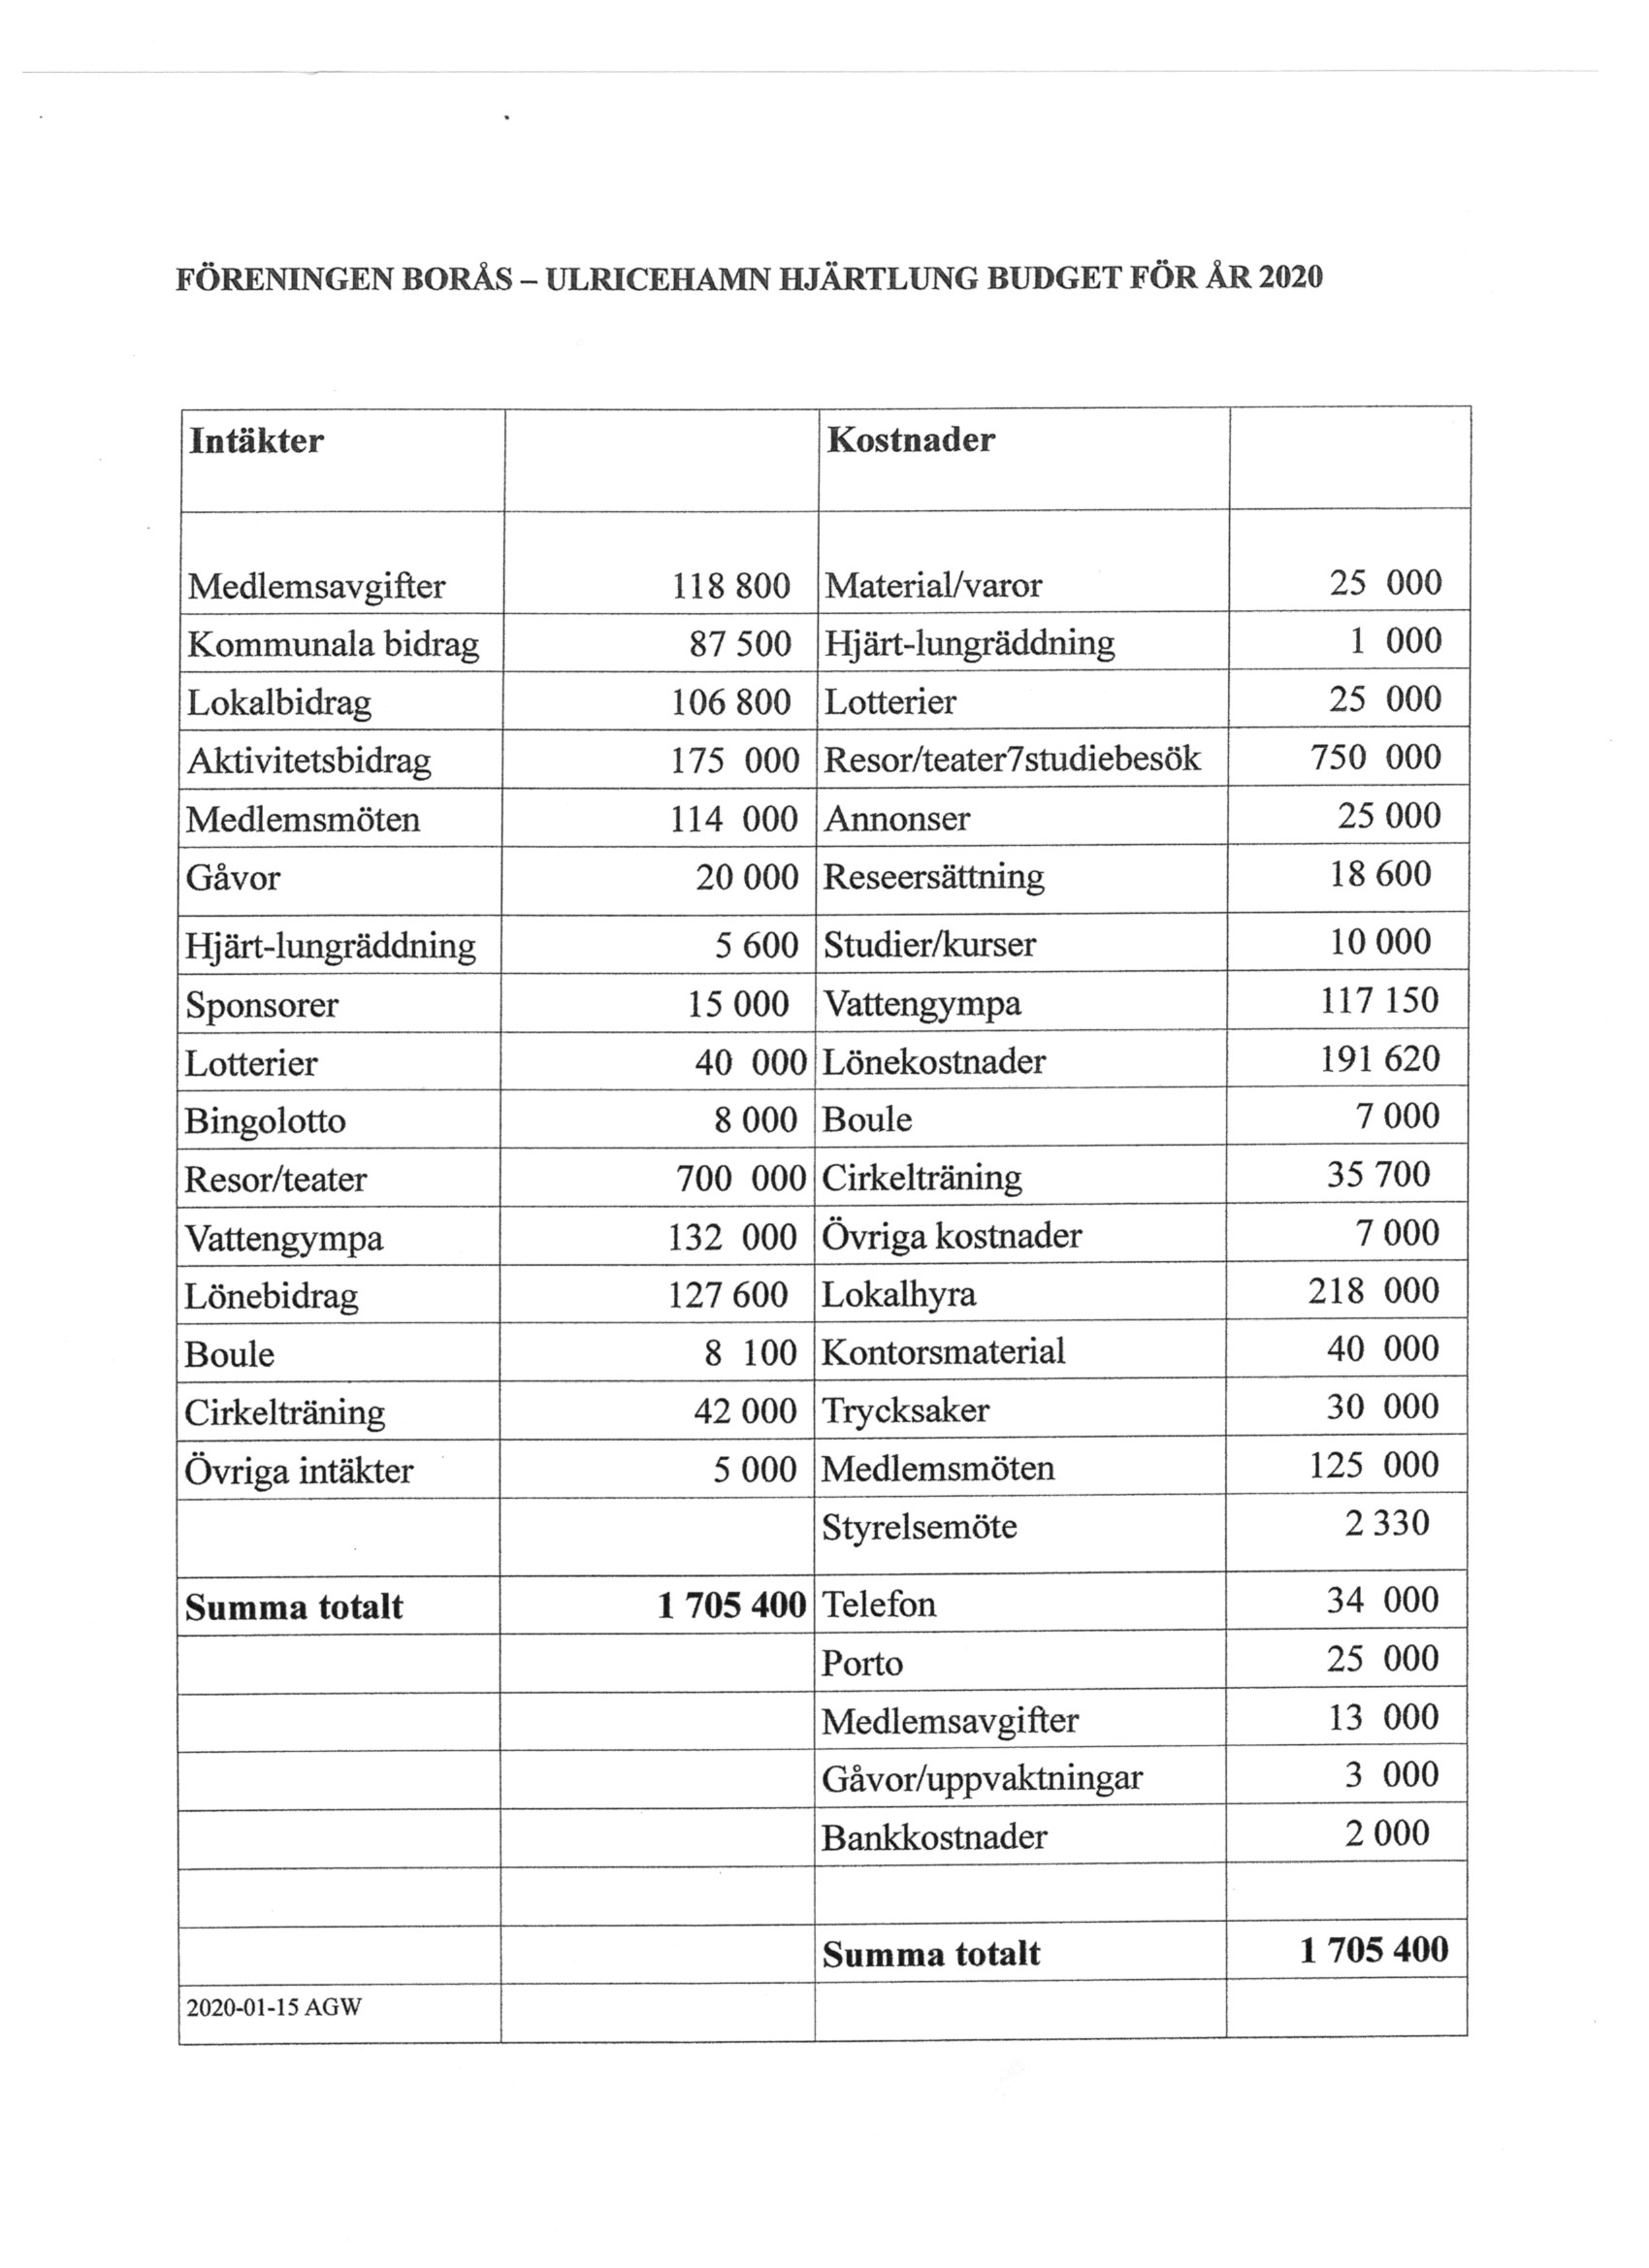 FÖRENINGEN BORÅS – ULRICEHAMN HJÄRTLUNG BUDGET FÖR ÅR 2020
Intäkter Kostnader
Medlemsavgifter 118 800 Material/varor 25 000
Kommunala bidrag 87 500 Hjärt-lungräddning 1 000
Lokalbidrag 106 800 Lotterier 25 000
Aktivitetsbidrag 175 000 Resor/teater7studiebesök 750 000
Medlemsmöten 114 000 Annonser 25 000
Gåvor 20 000 Reseersättning 18 600
Hjärt-lungräddning 5 600 Studier/kurser 10 000
Sponsorer 15 000 Vattengympa 117 150
Lotterier 40 000 Lönekostnader 191 620
Bingolotto 8 000 Boule 7 000
Resor/teater 700 000 Cirkelträning 35 700
Vattengympa 132 000 Övriga kostnader 7 000
Lönebidrag 127 600 Lokalhyra 218 000
Boule 8 100 Kontorsmaterial 40 000
Cirkelträning 42 000 Trycksaker 30 000
Övriga intäkter 5 000 Medlemsmöten 125 000
Styrelsemöte 2 330
Summa totalt 1 705 400 Telefon 34 000
Porto 25 000
Medlemsavgifter 13 000
Gåvor/uppvaktningar 3 000
Bankkostnader 2 000
Summa totalt 1 705 400
2020-01-15 AGW